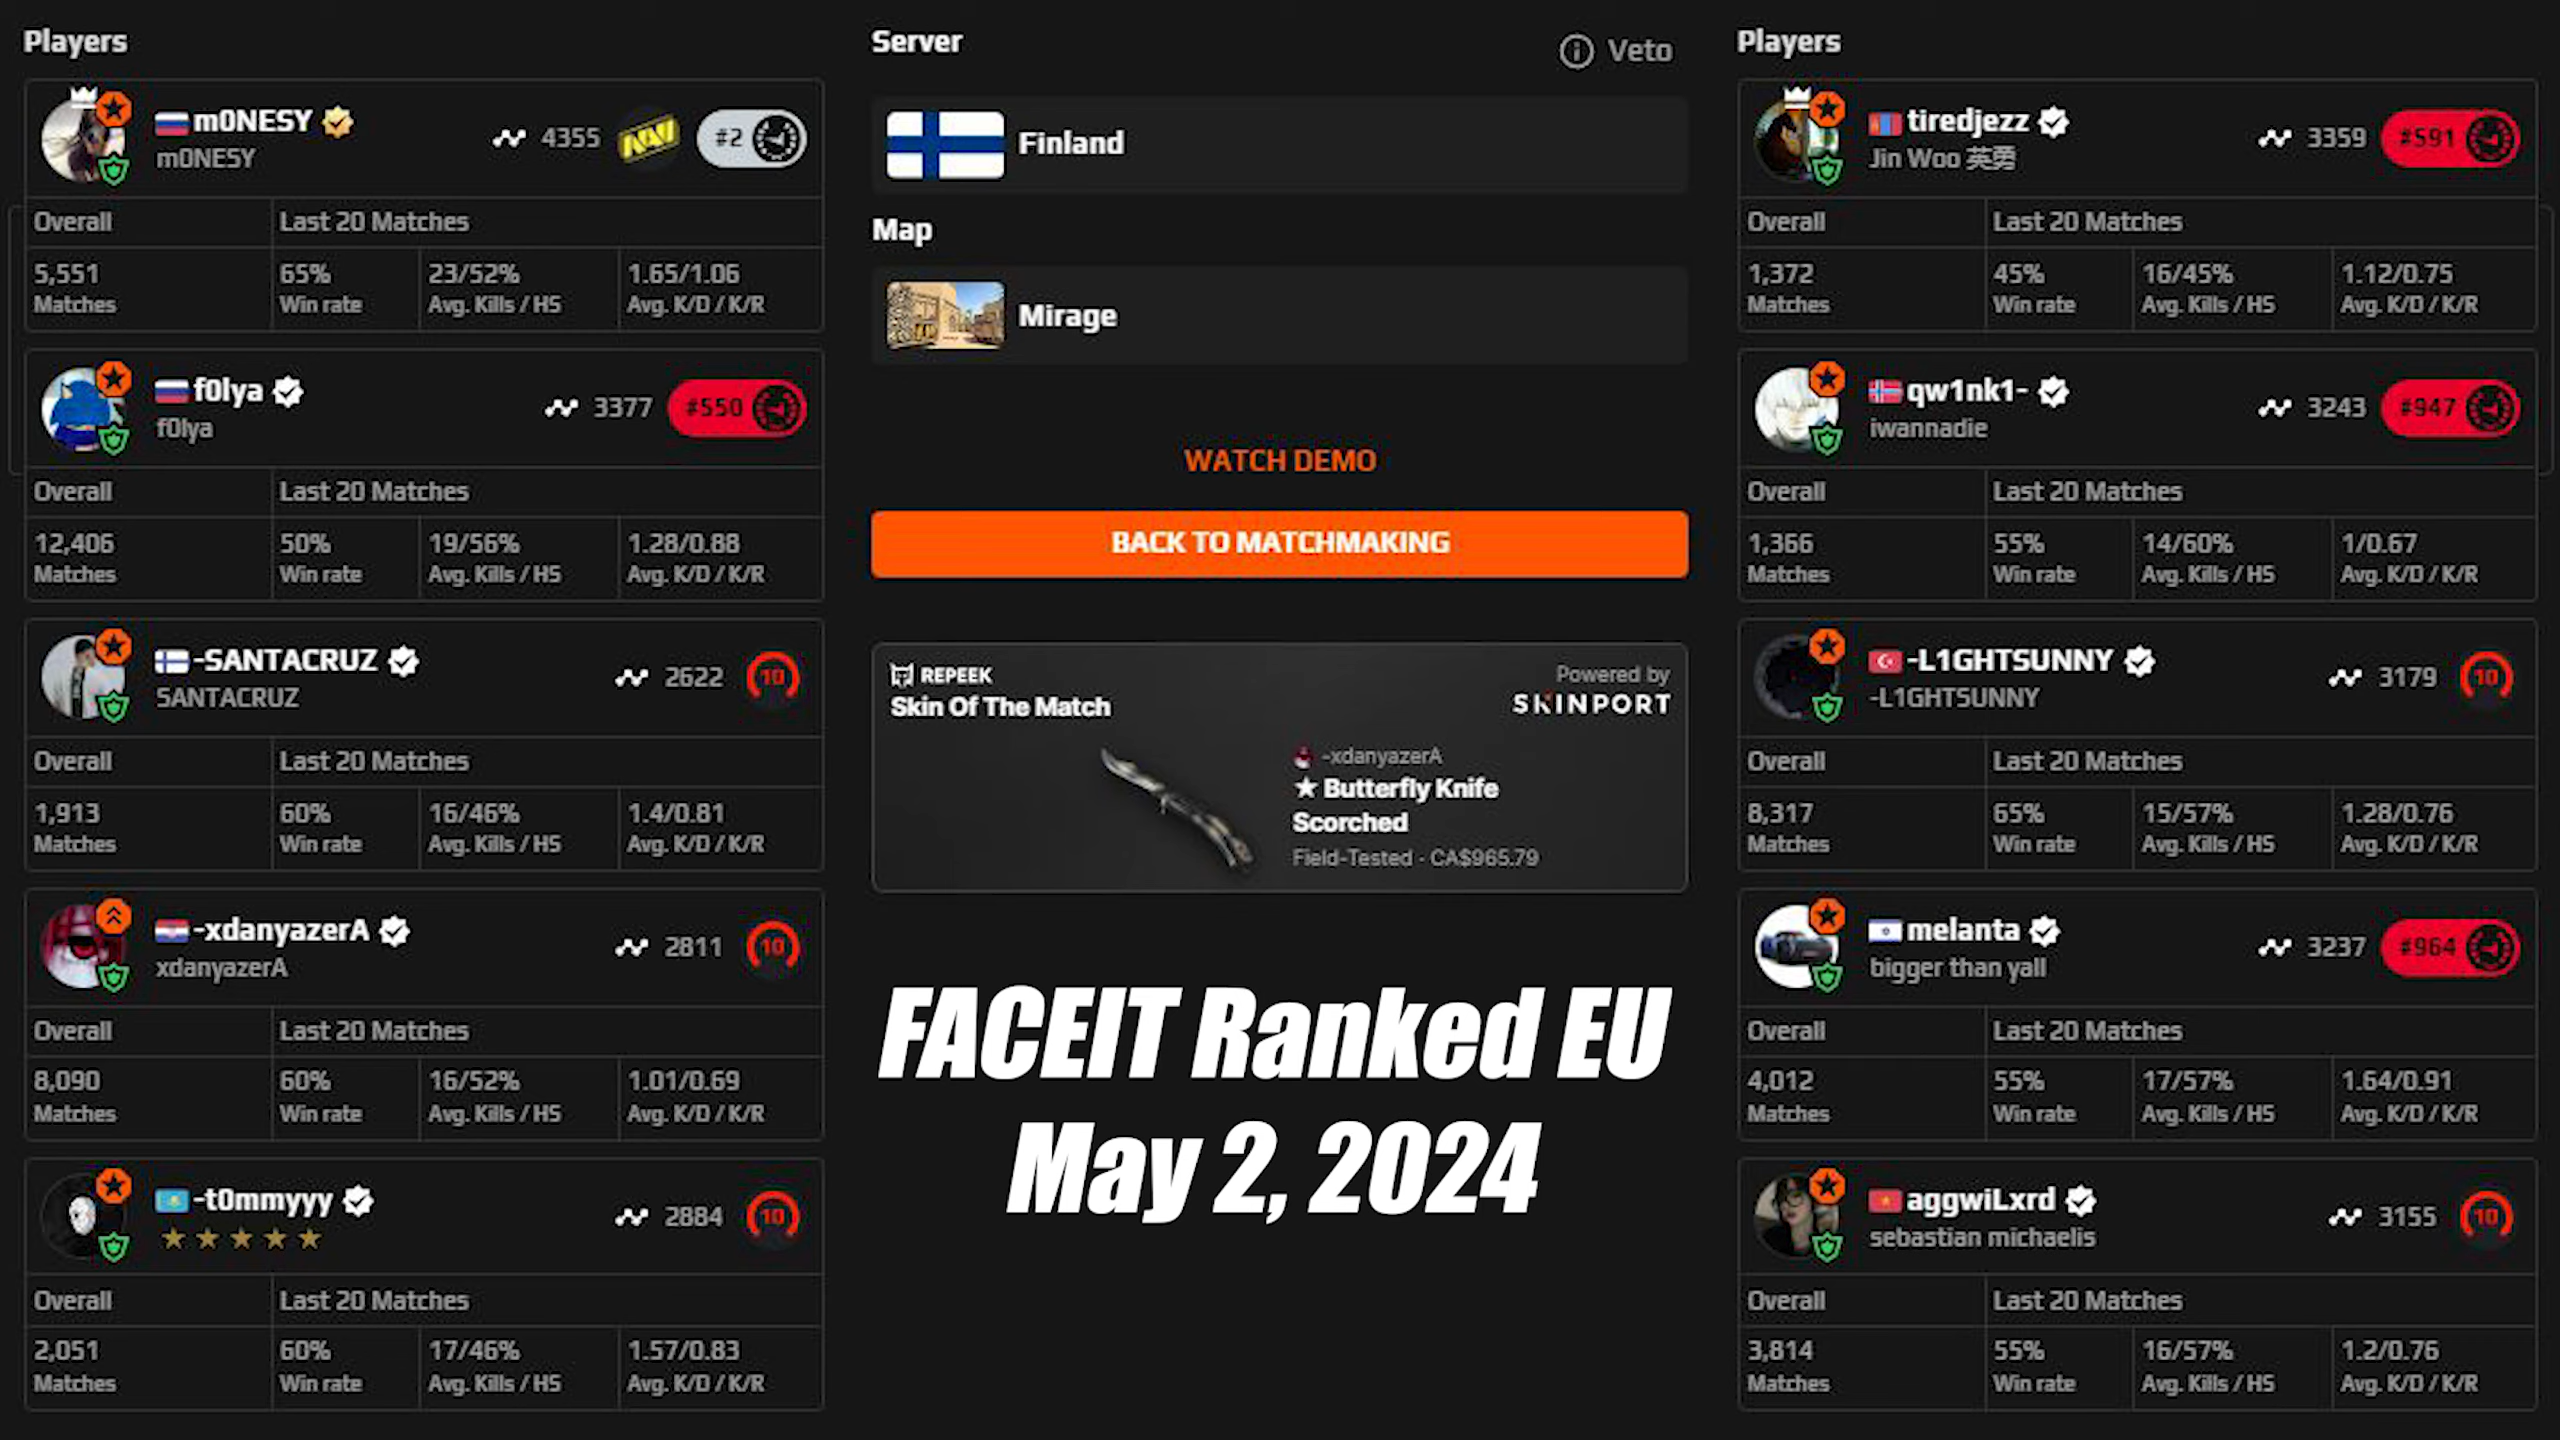 Players
m0NESY
m0NESY
4355
NAVI
#2
Overall
Last 20 Matches
5,551
Matches
65%
Win rate
23/52%
Avg. Kills / HS
1.65/1.06
Avg. K/D / K/R
f0lya
f0lya
3377
#550
Overall
Last 20 Matches
12,406
Matches
50%
Win rate
19/56%
Avg. Kills / HS
1.28/0.88
Avg. K/D / K/R
-SANTACRUZ
SANTACRUZ
2622
10
Overall
Last 20 Matches
1,913
Matches
60%
Win rate
16/46%
Avg. Kills / HS
1.4/0.81
Avg. K/D / K/R
-xdanyazerA
xdanyazerA
2811
10
Overall
Last 20 Matches
8,090
Matches
60%
Win rate
16/52%
Avg. Kills / HS
1.01/0.69
Avg. K/D / K/R
-t0mmyyy
★ ★ ★ ★ ★
2884
10
Overall
Last 20 Matches
2,051
Matches
60%
Win rate
17/46%
Avg. Kills / HS
1.57/0.83
Avg. K/D / K/R
Server
Veto
Finland
Map
Mirage
WATCH DEMO
BACK TO MATCHMAKING
REPEEK
Skin Of The Match
Powered by
SKINPORT
-xdanyazerA
★ Butterfly Knife
Scorched
Field-Tested · CA$965.79
FACEIT Ranked EU
May 2, 2024
Players
tiredjezz
Jin Woo 英勇
3359
#591
Overall
Last 20 Matches
1,372
Matches
45%
Win rate
16/45%
Avg. Kills / HS
1.12/0.75
Avg. K/D / K/R
qw1nk1-
iwannadie
3243
#947
Overall
Last 20 Matches
1,366
Matches
55%
Win rate
14/60%
Avg. Kills / HS
1/0.67
Avg. K/D / K/R
-L1GHTSUNNY
-L1GHTSUNNY
3179
10
Overall
Last 20 Matches
8,317
Matches
65%
Win rate
15/57%
Avg. Kills / HS
1.28/0.76
Avg. K/D / K/R
melanta
bigger than yall
3237
#964
Overall
Last 20 Matches
4,012
Matches
55%
Win rate
17/57%
Avg. Kills / HS
1.64/0.91
Avg. K/D / K/R
aggwiLxrd
sebastian michaelis
3155
10
Overall
Last 20 Matches
3,814
Matches
55%
Win rate
16/57%
Avg. Kills / HS
1.2/0.76
Avg. K/D / K/R